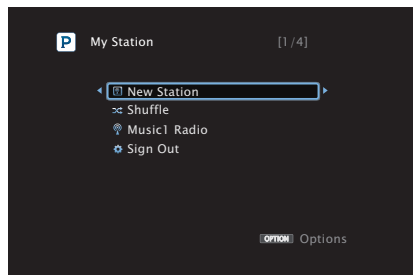 P My Station [1/4]
New Station
Shuffle
Music1 Radio
Sign Out
OPTION Options